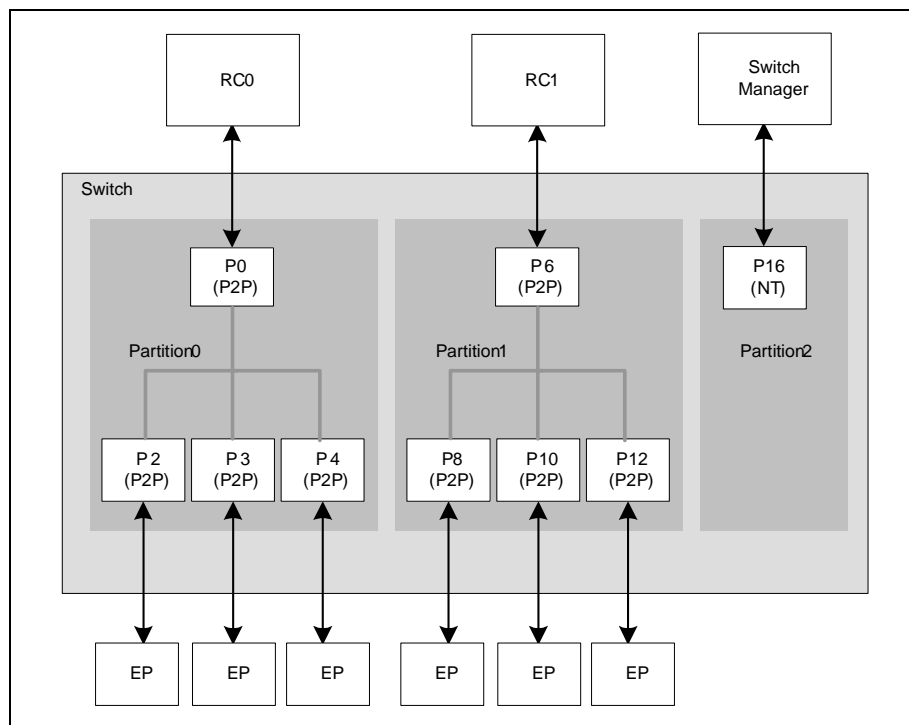 RC0
RC1
Switch
Manager
Switch
P0
(P2P)
P6
(P2P)
P16
(NT)
Partition0
Partition1
Partition2
P2
(P2P)
P3
(P2P)
P4
(P2P)
P8
(P2P)
P10
(P2P)
P12
(P2P)
EP
EP
EP
EP
EP
EP